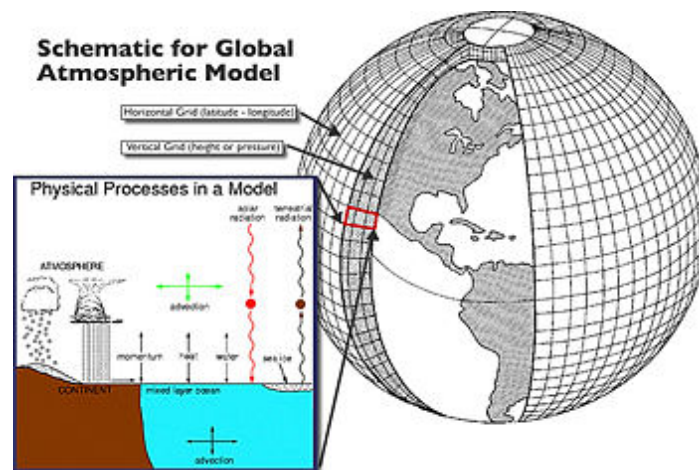 Schematic for Global
Atmospheric Model
Horizontal Grid (latitude - longitude)
Vertical Grid (height or pressure)
Physical Processes in a Model
solar
radiation
terrestrial
radiation
ATMOSPHERE
advection
momentum
heat
water
sea ice
CONTINENT
mixed layer ocean
advection